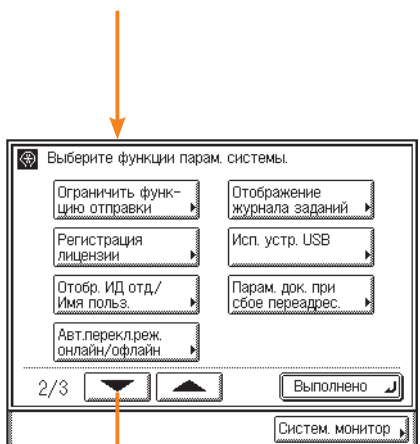 Выберите функции парам. системы.
Ограничить функ-
цию отправки
Отображение
журнала заданий
Регистрация
лицензии
Исп. устр. USB
Отобр. ИД отд./
Имя польз.
Парам. док. при
сбое переадрес.
Авт.перекл.реж.
онлайн/офлайн
2/3
Выполнено
Систем. монитор